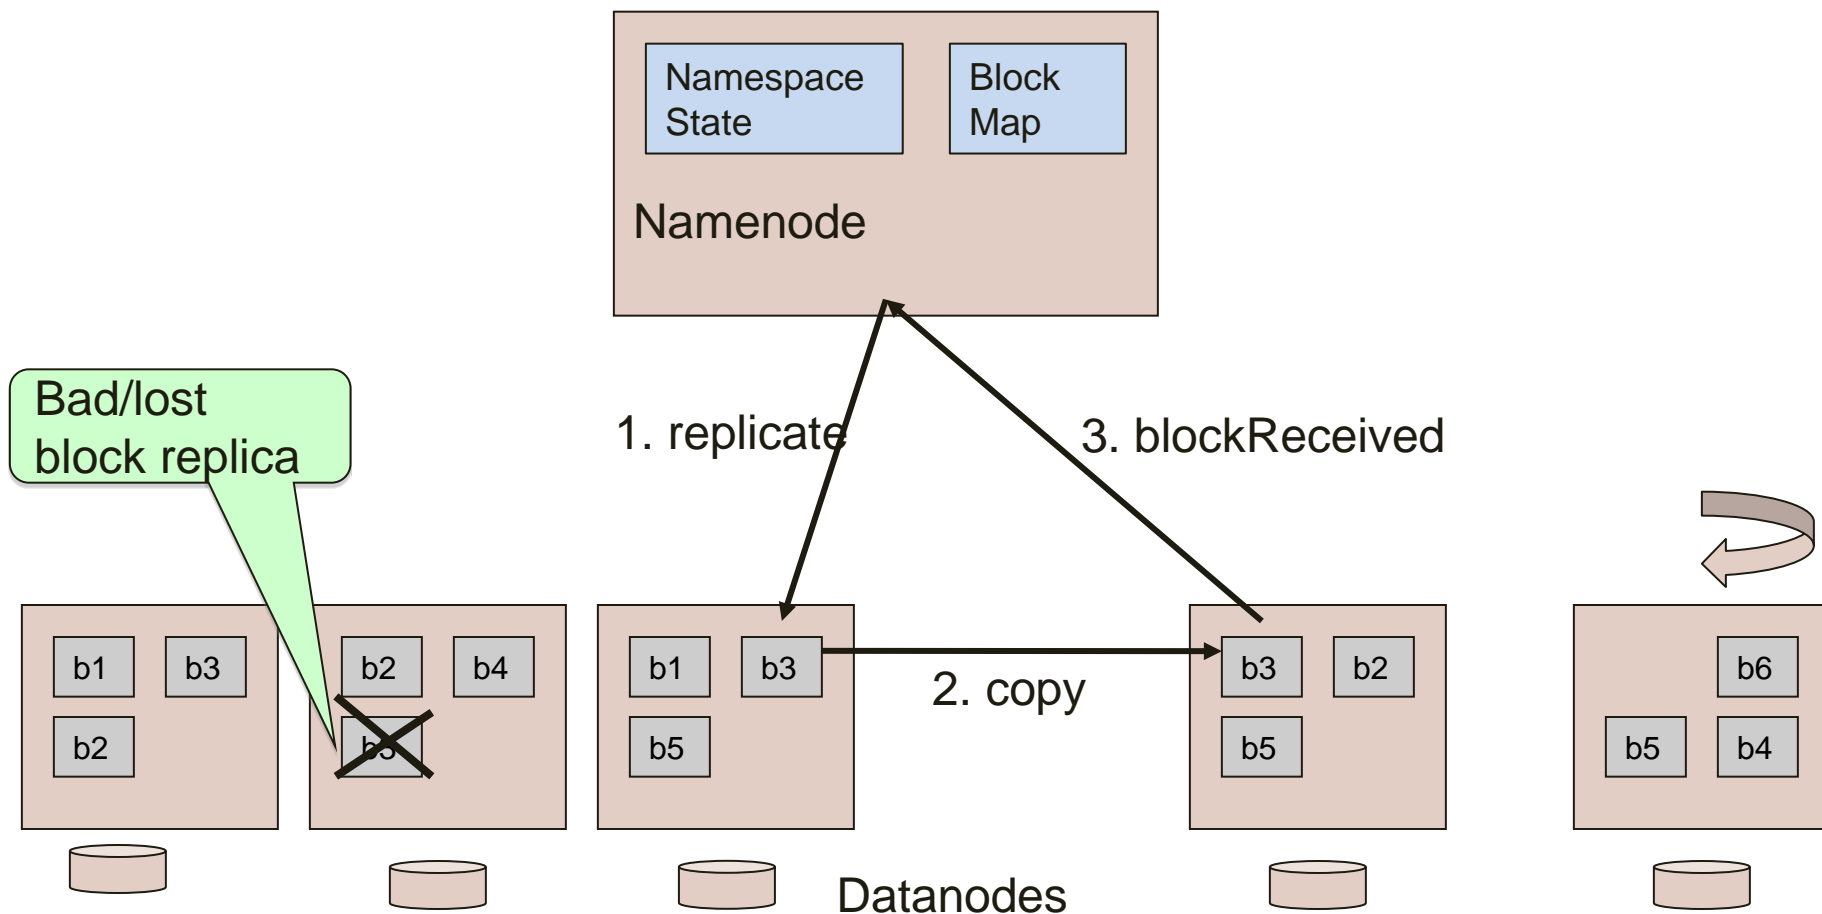 Namespace
State
Block
Map
Namenode
Bad/lost
block replica
1. replicate
3. blockReceived
b1
b3
b2
b2
b4
b1
b3
b5
2. copy
b3
b2
b5
b6
b5
b4
Datanodes